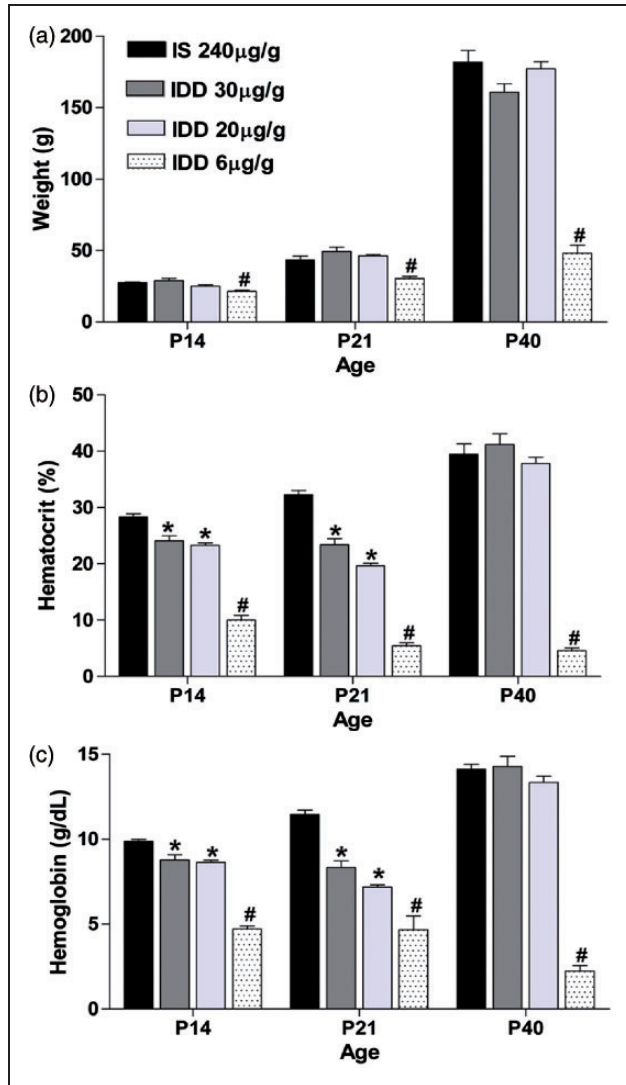 (a)
200
150
100
50
0
Weight (g)
IS 240µg/g
IDD 30µg/g
IDD 20µg/g
IDD 6µg/g
# # #
P14 P21 P40
Age
(b)
50
40
30
20
10
0
Hematocrit (%)
* * # * * # #
P14 P21 P40
Age
(c)
15
10
5
0
Hemoglobin (g/dL)
* * # * * # #
P14 P21 P40
Age